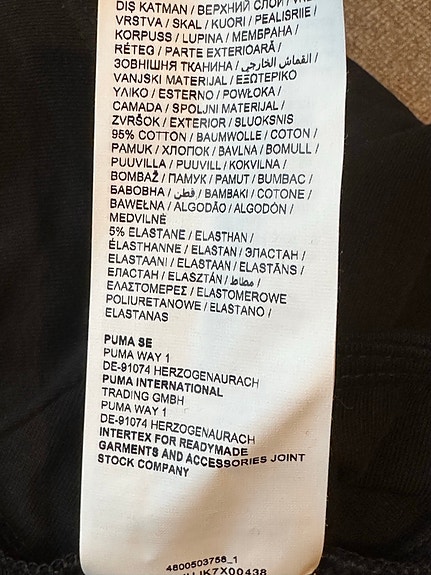 DIŞ KATMAN / ВЕРХНИЙ СЛОЙ /
VRSTVA / SKAL / KUORI / PEALISRIIE /
KORPUSS / LUPINA / МЕМБРАНА /
RÉTEG / PARTE EXTERIOARĂ /
ЗОВНІШНЯ ТКАНИНА / القماش الخارجي /
VANJSKI MATERIJAL / ΕΞΩΤΕΡΙΚΟ
ΥΛΙΚΟ / ESTERNO / POWŁOKA /
CAMADA / SPOLJNI MATERIJAL /
ZVRŠOK / EXTERIOR / SLUOKSNIS
95% COTTON / BAUMWOLLE / COTON /
PAMUK / ХЛОПОК / BAVLNA / BOMULL /
PUUVILLA / PUUVILL / KOKVILNA /
BOMBAŽ / ПАМУК / PAMUT / BUMBAC /
БАВОВНА / قطن / ΒΑΜΒΑΚΙ / COTONE /
BAWEŁNA / ALGODÃO / ALGODÓN /
MEDVILNĖ
5% ELASTANE / ELASTHAN /
ÉLASTHANNE / ELASTAN / ЭЛАСТАН /
ELASTAANI / ELASTAAN / ELASTĀNS /
ЕЛАСТАН / ELASZTÁN / مطاط /
ΕΛΑΣΤΟΜΕΡΕΣ / ELASTOMEROWE
POLIURETANOWE / ELASTANO /
ELASTANAS
PUMA SE
PUMA WAY 1
DE-91074 HERZOGENAURACH
PUMA INTERNATIONAL
TRADING GMBH
PUMA WAY 1
DE-91074 HERZOGENAURACH
INTERTEX FOR READYMADE
GARMENTS AND ACCESSORIES JOINT
STOCK COMPANY
4800503758_1